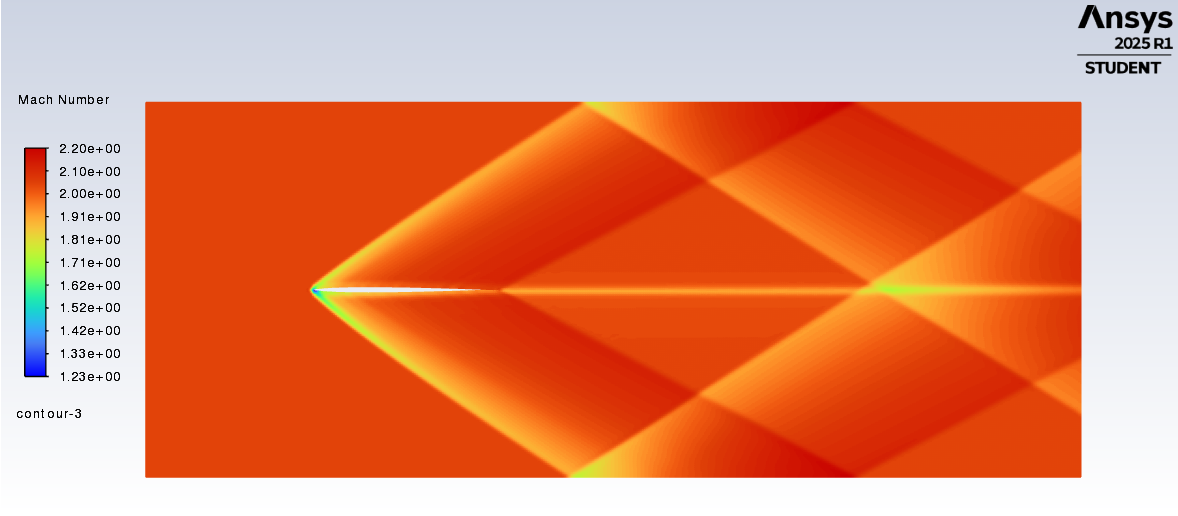 Ansys
2025 R1
STUDENT
Mach Number
2.20e+00
2.10e+00
2.00e+00
1.91e+00
1.81e+00
1.71e+00
1.62e+00
1.52e+00
1.42e+00
1.33e+00
1.23e+00
contour-3